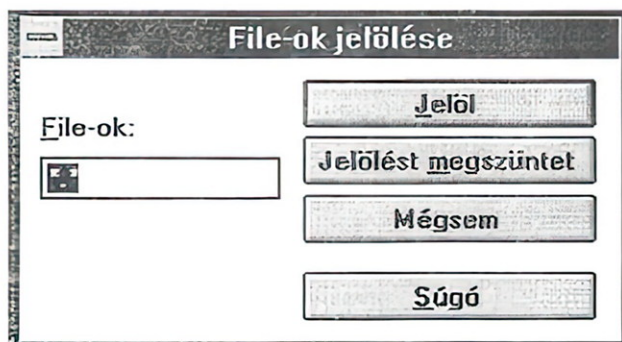 File-ok jelölése
File-ok:
*.*
Jelöl
Jelölést megszüntet
Mégsem
Súgó